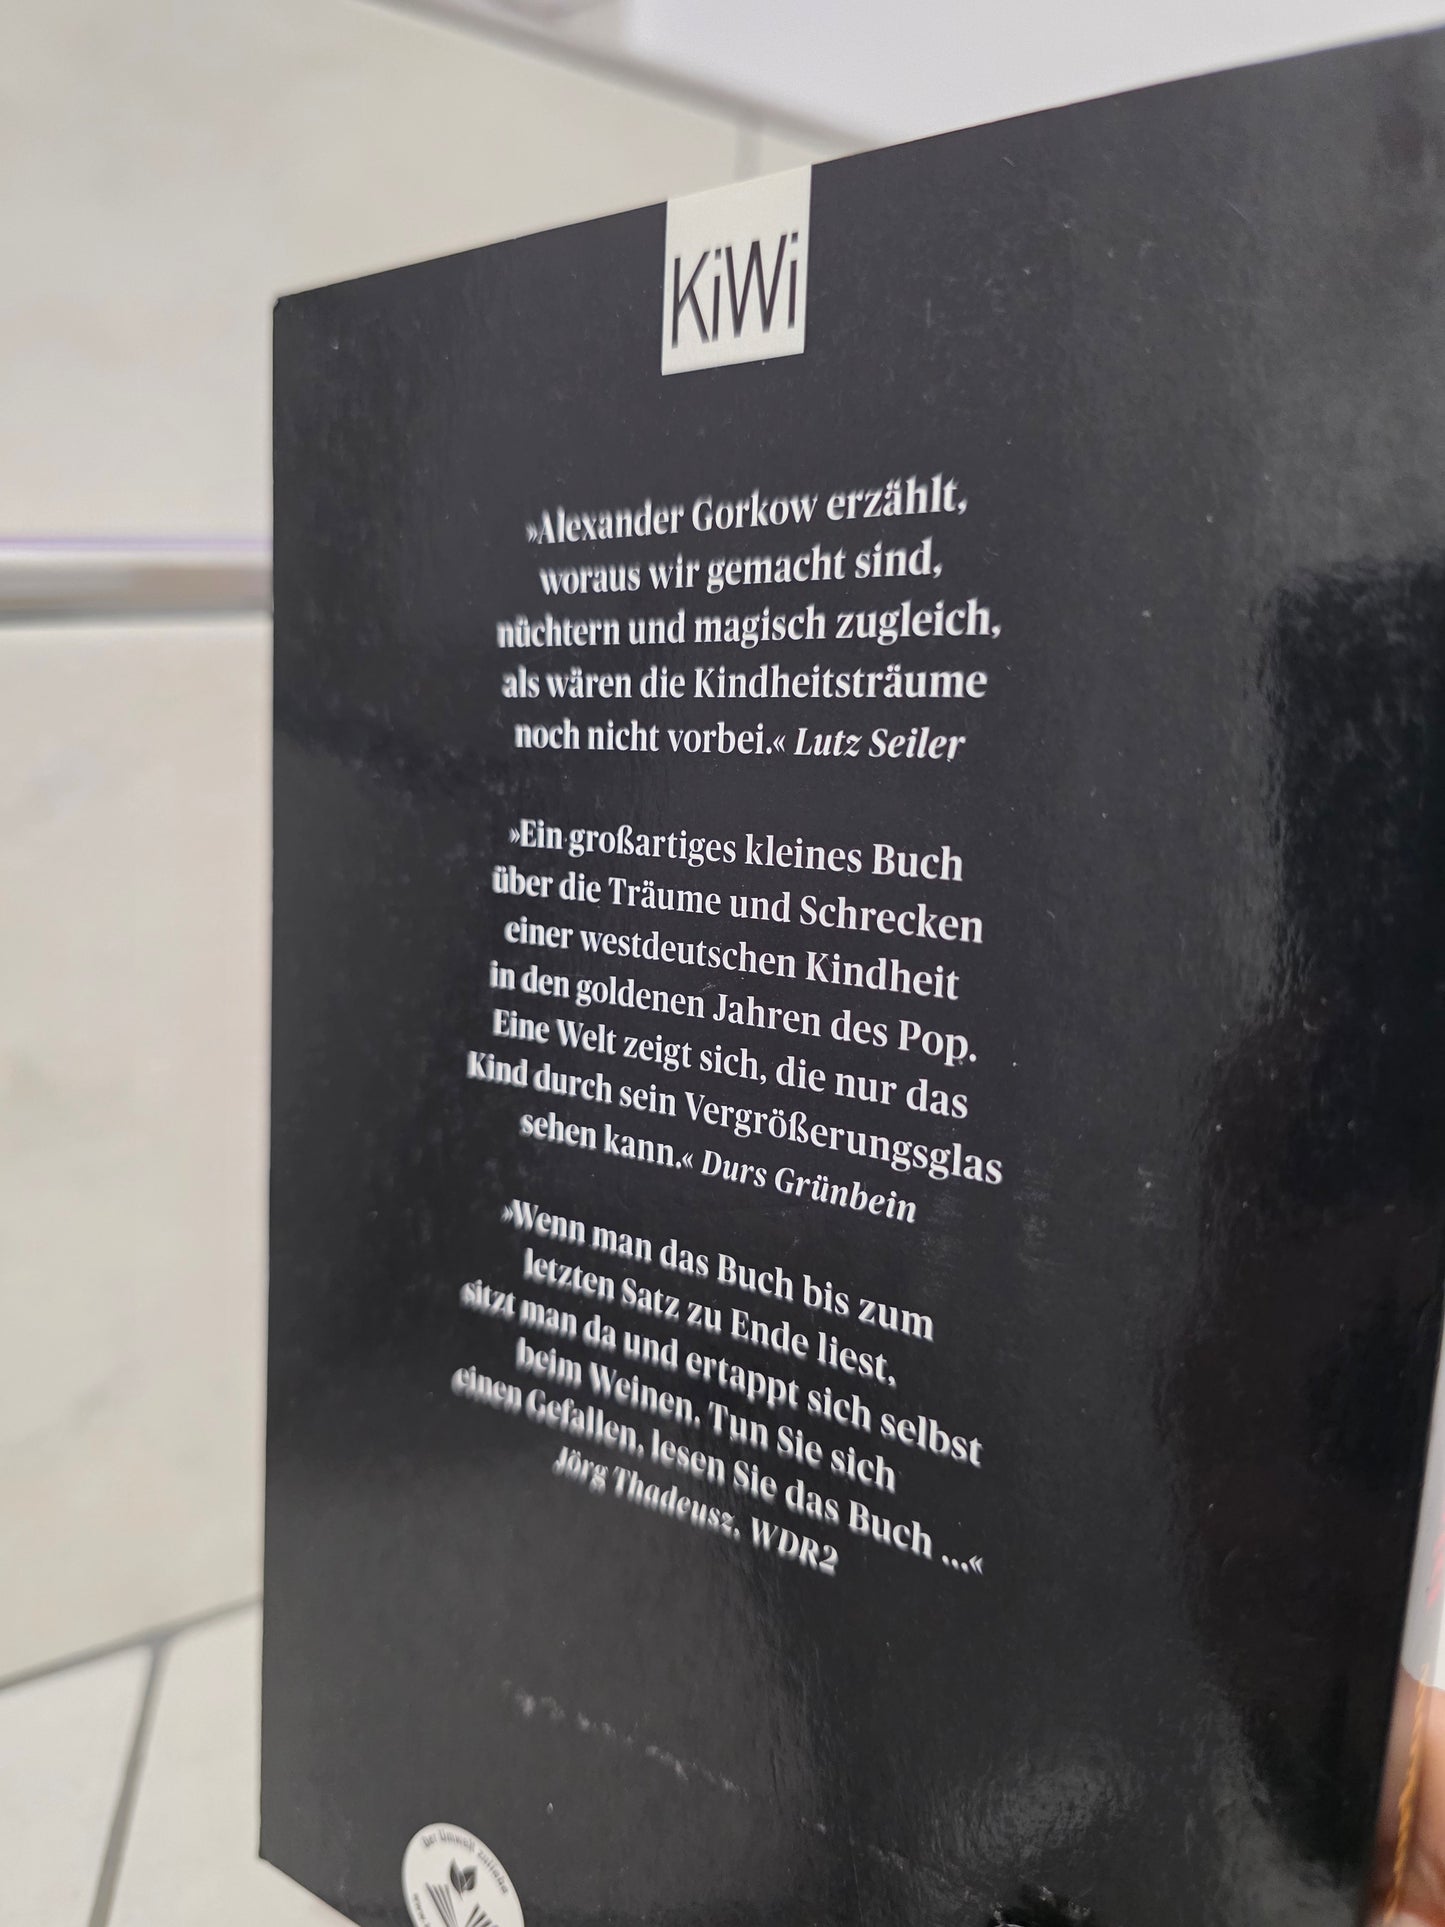 KiWi
»Alexander Gorkow erzählt,
woraus wir gemacht sind,
nüchtern und magisch zugleich,
als wären die Kindheitsträume
noch nicht vorbei.« Lutz Seiler
»Ein großartiges kleines Buch
über die Träume und Schrecken
einer westdeutschen Kindheit
in den goldenen Jahren des Pop.
Eine Welt zeigt sich, die nur das
Kind durch sein Vergrößerungsglas
sehen kann.« Durs Grünbein
»Wenn man das Buch bis zum
letzten Satz zu Ende liest,
sitzt man da und ertappt sich selbst
beim Weinen. Tun Sie sich
einen Gefallen, lesen Sie das Buch ...«
Jörg Thadeusz, WDR2
Der Umwelt zuliebe